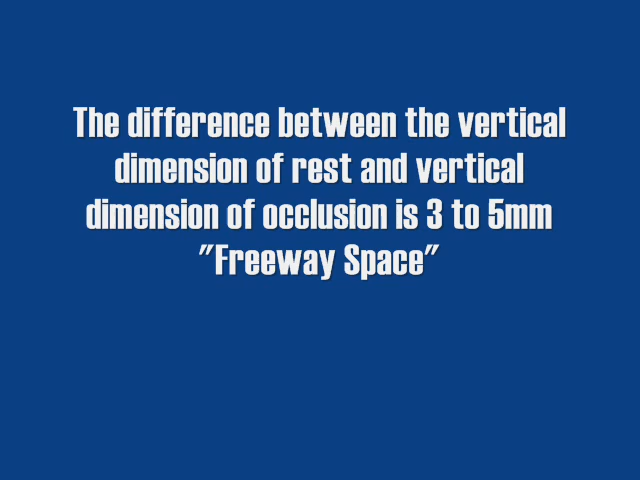 The difference between the vertical
dimension of rest and vertical
dimension of occlusion is 3 to 5mm
"Freeway Space"